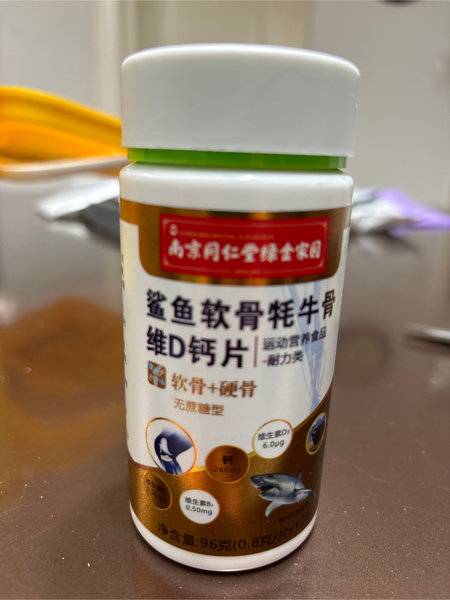 南京同仁堂绿金家园
鲨鱼软骨牦牛骨
维D钙片
运动营养食品
-耐力类
软骨+硬骨
无蔗糖型
钙
维生素D₃
6.0μg
维生素B₂
0.50mg
净含量:96克(0.8克/片